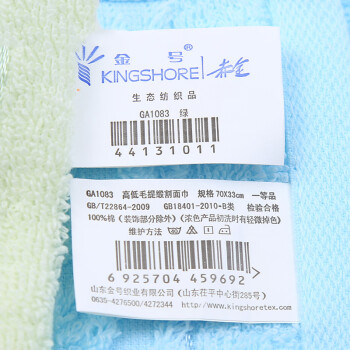 金号
KINGSHORE
生态纺织品
GA1083 绿
44131011
GA1083 高低毛提缎割面巾 规格 70X33cm 一等品
GB/T22864-2009 GB18401-2010·B类 检验合格
100%棉(装饰部分除外)(浓色产品初洗时有轻微掉色)
维护方法
6 925704 459692
山东金号织业有限公司(山东茌平中心街285号)
0635-4276500/4272344 http://www.kingshoretex.com